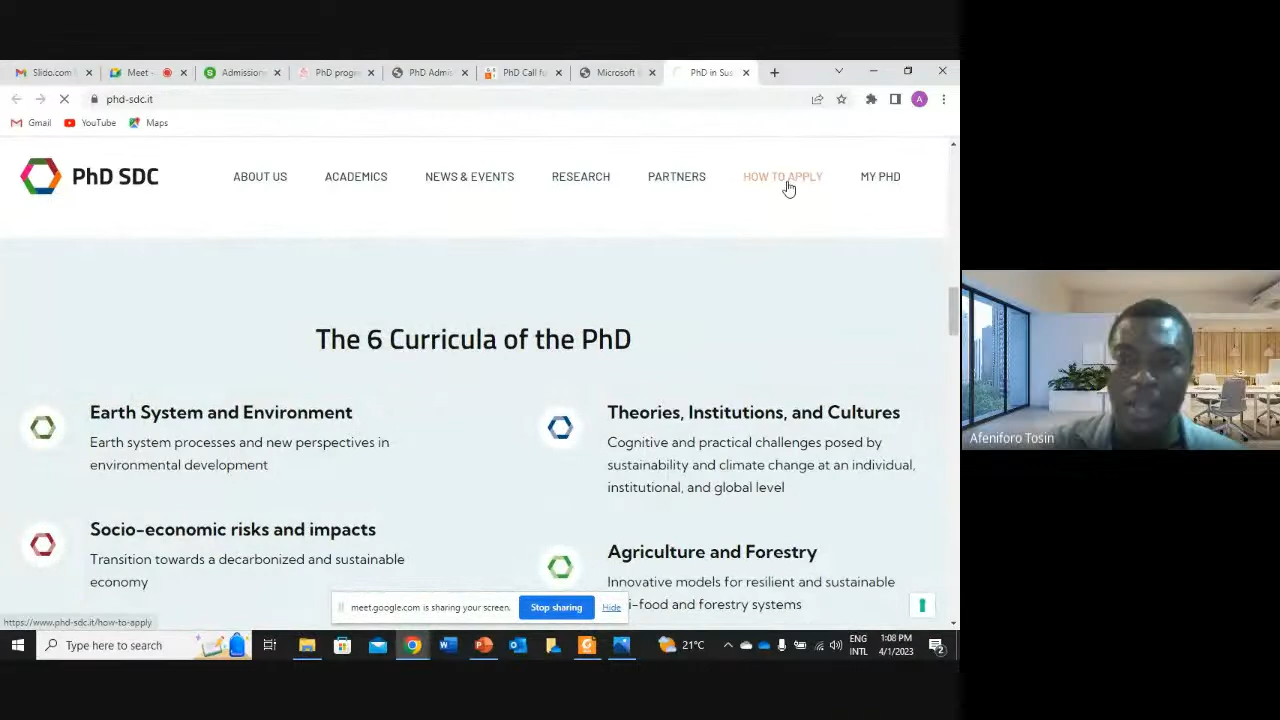 Slido.com
Meet -
Admission
PhD progr
PhD Admis
PhD Call fo
Microsoft
PhD in Sus
phd-sdc.it
A
Gmail
YouTube
Maps
PhD SDC
ABOUT US
ACADEMICS
NEWS & EVENTS
RESEARCH
PARTNERS
HOW TO APPLY
MY PHD
The 6 Curricula of the PhD
Earth System and Environment
Earth system processes and new perspectives in
environmental development
Theories, Institutions, and Cultures
Cognitive and practical challenges posed by
sustainability and climate change at an individual,
institutional, and global level
Socio-economic risks and impacts
Transition towards a decarbonized and sustainable
economy
Agriculture and Forestry
Innovative models for resilient and sustainable
i-food and forestry systems
meet.google.com is sharing your screen.
Stop sharing
Hide
https://www.phd-sdc.it/how-to-apply
Type here to search
21°C
ENG
INTL
1:08 PM
4/1/2023
2
Afeniforo Tosin